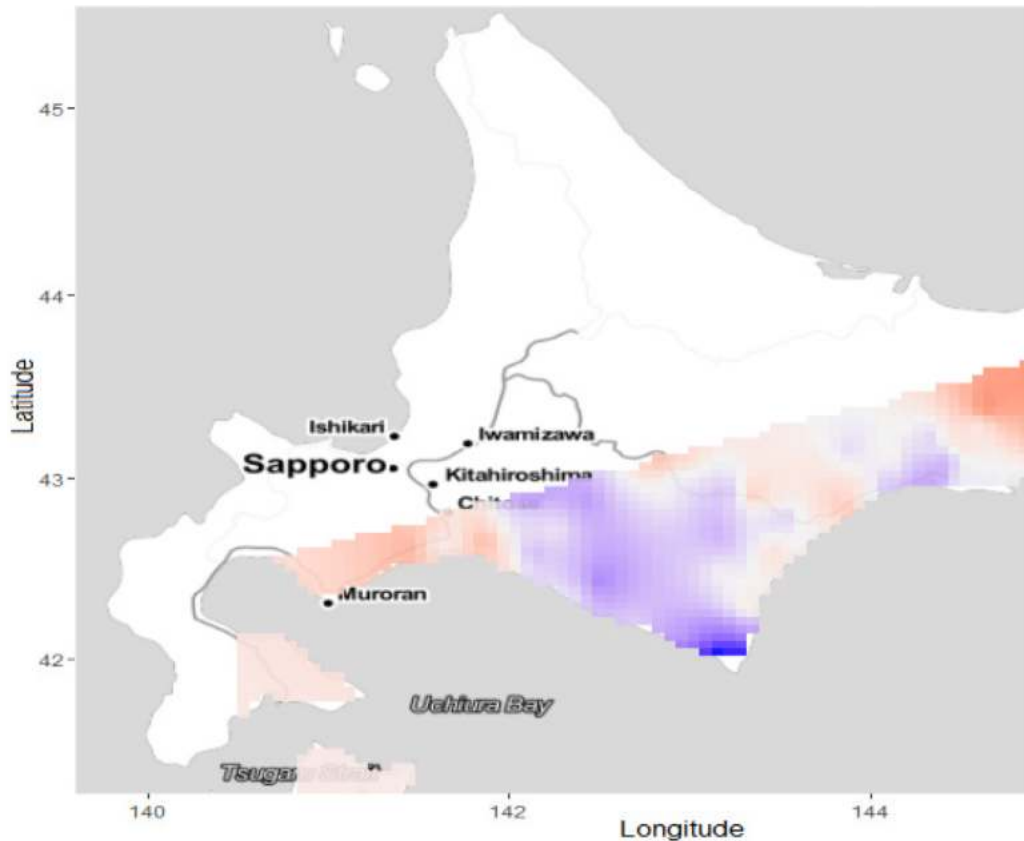 45
44
43
42
Latitude
Ishikari
Iwamizawa
Sapporo
Kitahiroshima
Muroran
Uchiura Bay
140
142
144
Longitude